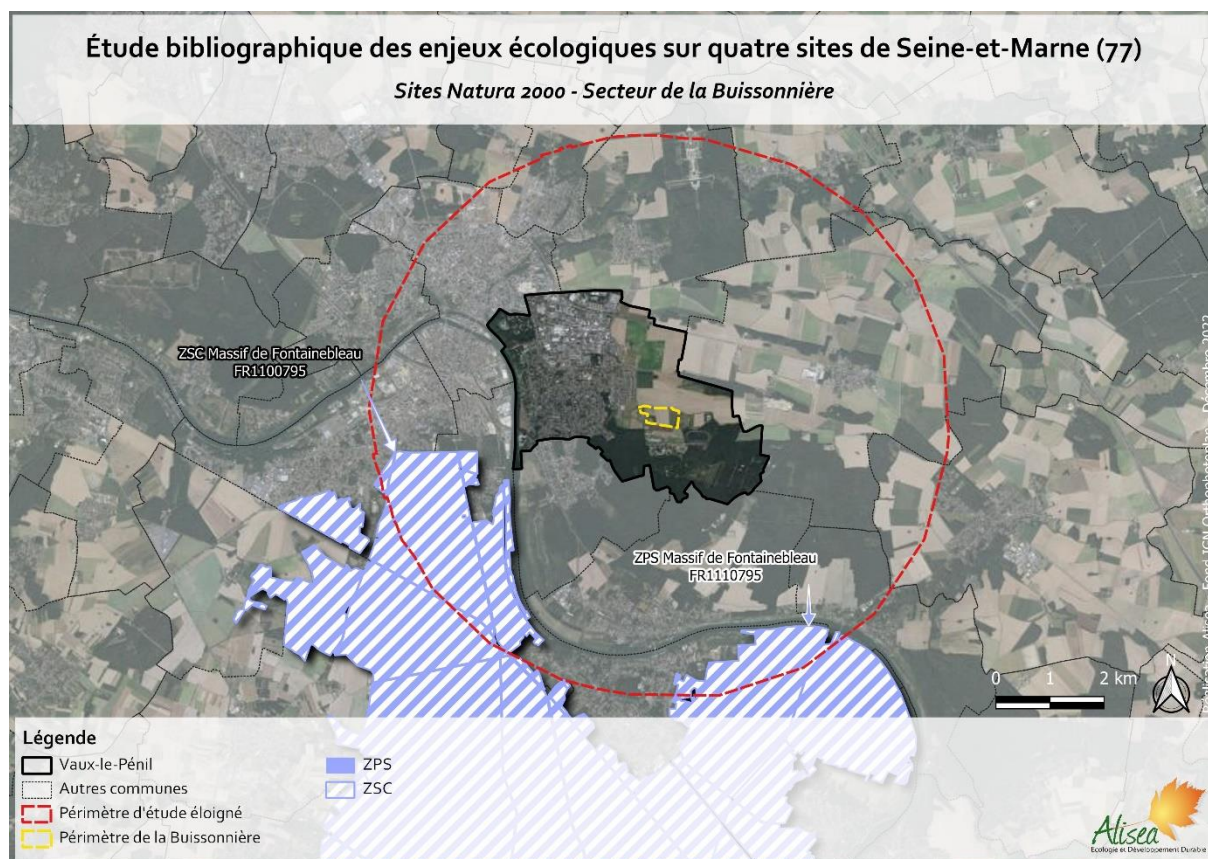 Étude bibliographique des enjeux écologiques sur quatre sites de Seine-et-Marne (77)
Sites Natura 2000 - Secteur de la Buissonnière
ZSC Massif de Fontainebleau
FR1100795
ZPS Massif de Fontainebleau
FR1110795
N
0 1 2 km
Légende
Vaux-le-Pénil
Autres communes
Périmètre d'étude éloigné
Périmètre de la Buissonnière
ZPS
ZSC
Alisea
Ecologie et Développement Durable